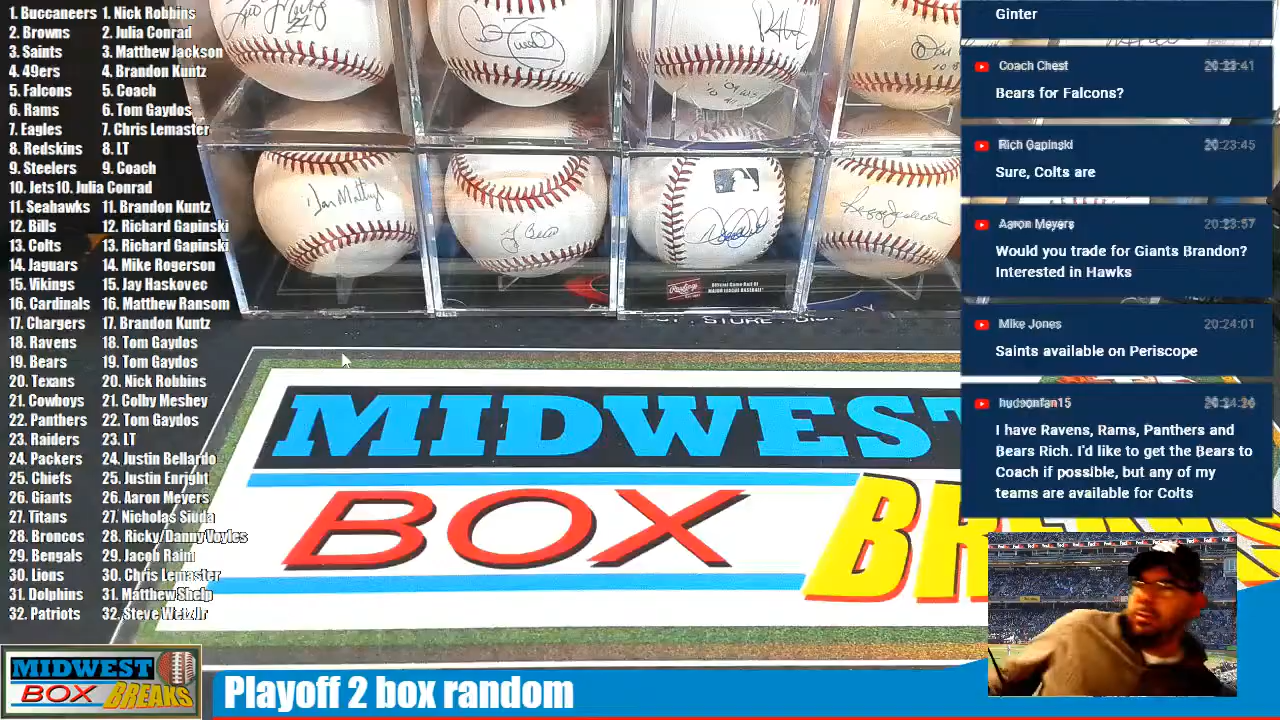 1. Buccaneers 1. Nick Robbins
2. Browns 2. Julia Conrad
3. Saints 3. Matthew Jackson
4. 49ers 4. Brandon Kuntz
5. Falcons 5. Coach
6. Rams 6. Tom Gaydos
7. Eagles 7. Chris Lemaster
8. Redskins 8. LT
9. Steelers 9. Coach
10. Jets 10. Julia Conrad
11. Seahawks 11. Brandon Kuntz
12. Bills 12. Richard Gapinski
13. Colts 13. Richard Gapinski
14. Jaguars 14. Mike Rogerson
15. Vikings 15. Jay Haskovec
16. Cardinals 16. Matthew Ransom
17. Chargers 17. Brandon Kuntz
18. Ravens 18. Tom Gaydos
19. Bears 19. Tom Gaydos
20. Texans 20. Nick Robbins
21. Cowboys 21. Colby Meshey
22. Panthers 22. Tom Gaydos
23. Raiders 23. LT
24. Packers 24. Justin Bellardo
25. Chiefs 25. Justin Enright
26. Giants 26. Aaron Meyers
27. Titans 27. Nicholas Siuda
28. Broncos 28. Ricky/Danny Voyles
29. Bengals 29. Jacob Rain
30. Lions 30. Chris Lemaster
31. Dolphins 31. Matthew Shelp
32. Patriots 32. Steve
Ginter
Coach Chest 20:23:41
Bears for Falcons?
Rich Gapinski 20:23:45
Sure, Colts are
Aaron Meyers 20:23:57
Would you trade for Giants Brandon?
Interested in Hawks
Mike Jones 20:24:01
Saints available on Periscope
hudsonfan15 20:24:26
I have Ravens, Rams, Panthers and
Bears Rich. I'd like to get the Bears to
Coach if possible, but any of my
teams are available for Colts
Rawlings
MIDWEST
BOX BREAKS
MIDWEST
BOX BREAKS
Playoff 2 box random